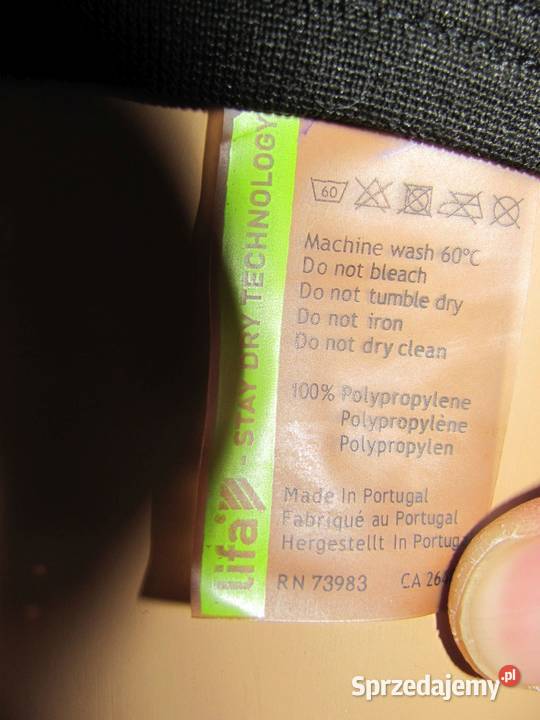 lifa - STAY DRY TECHNOLOGY
60
Machine wash 60°C
Do not bleach
Do not tumble dry
Do not iron
Do not dry clean
100% Polypropylene
Polypropylène
Polypropylen
Made In Portugal
Fabriqué au Portugal
Hergestellt In Portuga
RN 73983 CA 264
Sprzedajemy.pl